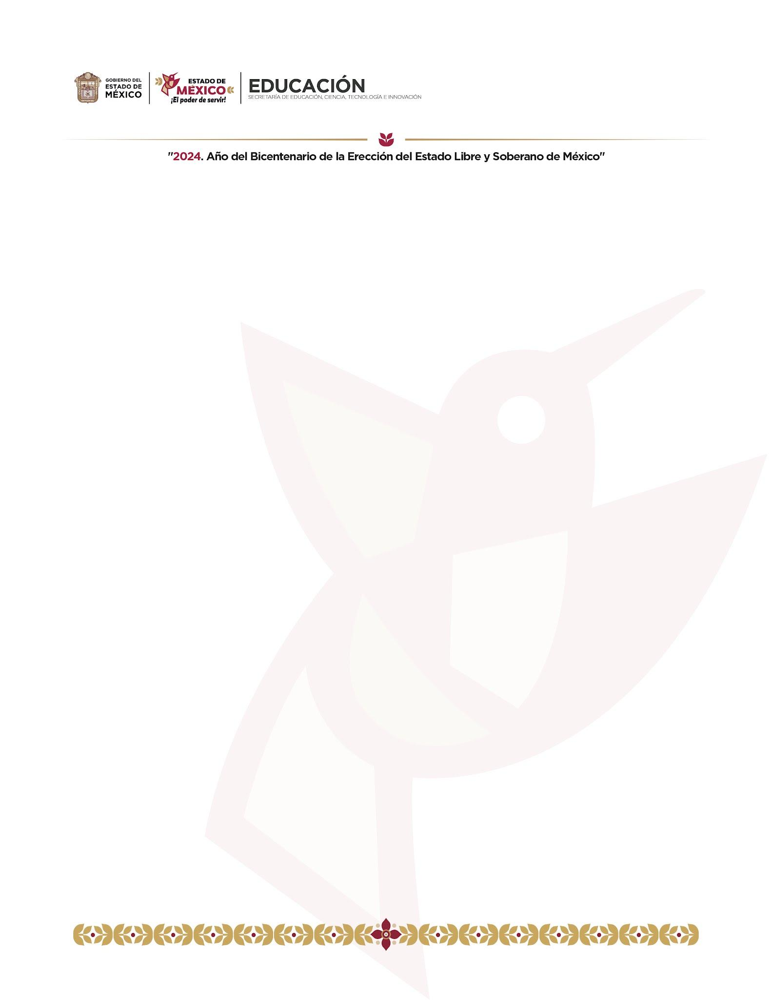 GOBIERNO DEL
ESTADO DE
MÉXICO
ESTADO DE
MÉXICO
¡El poder de servir!
EDUCACIÓN
SECRETARÍA DE EDUCACIÓN, CIENCIA, TECNOLOGÍA E INNOVACIÓN
"2024. Año del Bicentenario de la Erección del Estado Libre y Soberano de México"